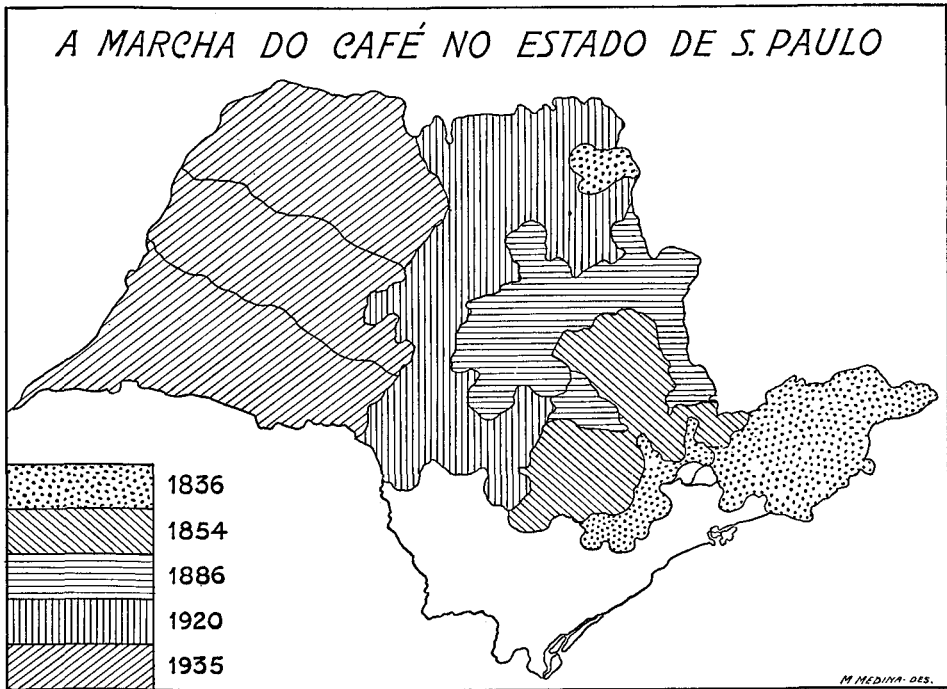 A MARCHA DO CAFÉ NO ESTADO DE S. PAULO
1836
1854
1886
1920
1935
M MEDINA-DES.